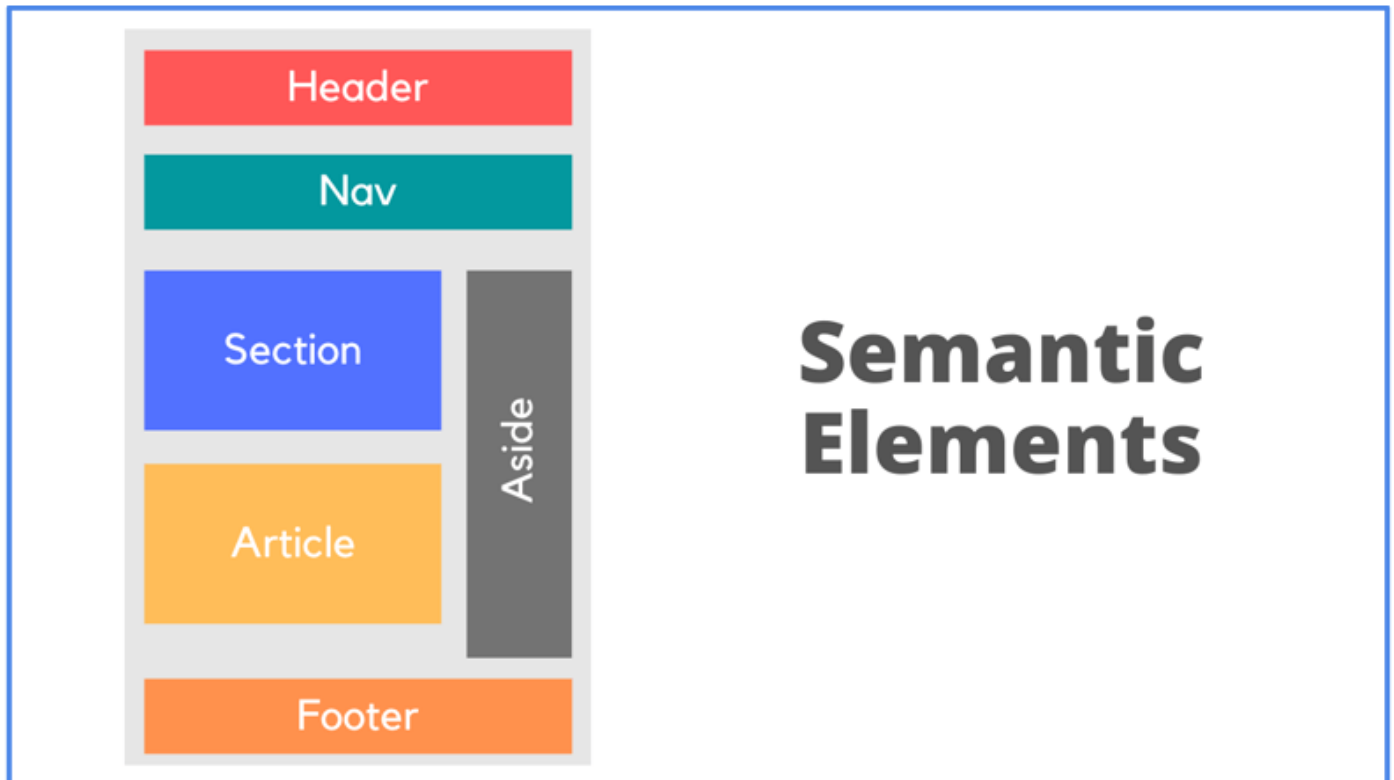 Header
Nav
Section
Aside
Article
Footer
Semantic
Elements